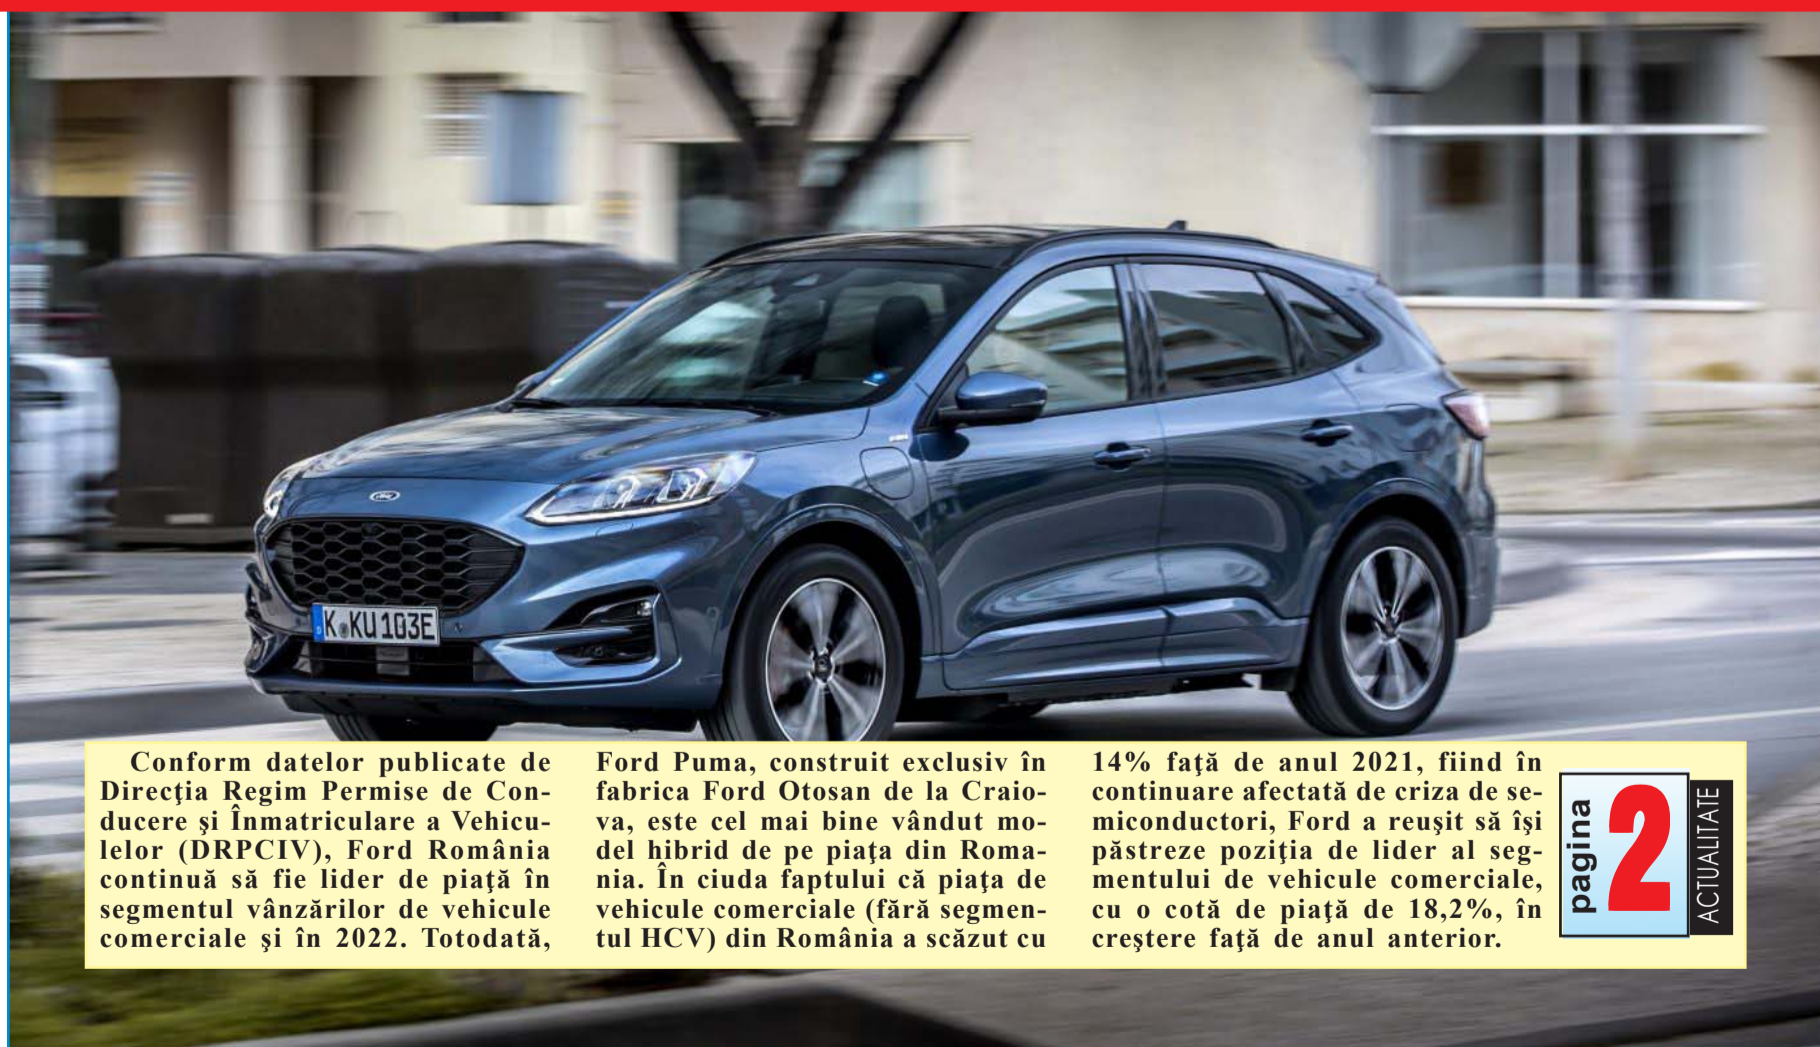 Ford
K KU 103E
Conform datelor publicate de
Direcţia Regim Permise de Con-
ducere şi Înmatriculare a Vehicu-
lelor (DRPCIV), Ford România
continuă să fie lider de piaţă în
segmentul vânzărilor de vehicule
comerciale şi în 2022. Totodată,
Ford Puma, construit exclusiv în
fabrica Ford Otosan de la Craio-
va, este cel mai bine vândut mo-
del hibrid de pe piaţa din Roma-
nia. În ciuda faptului că piaţa de
vehicule comerciale (fără segmen-
tul HCV) din România a scăzut cu
14% faţă de anul 2021, fiind în
continuare afectată de criza de se-
miconductori, Ford a reuşit să îşi
păstreze poziţia de lider al seg-
mentului de vehicule comerciale,
cu o cotă de piaţă de 18,2%, în
creştere faţă de anul anterior.
pagina
2
ACTUALITATE